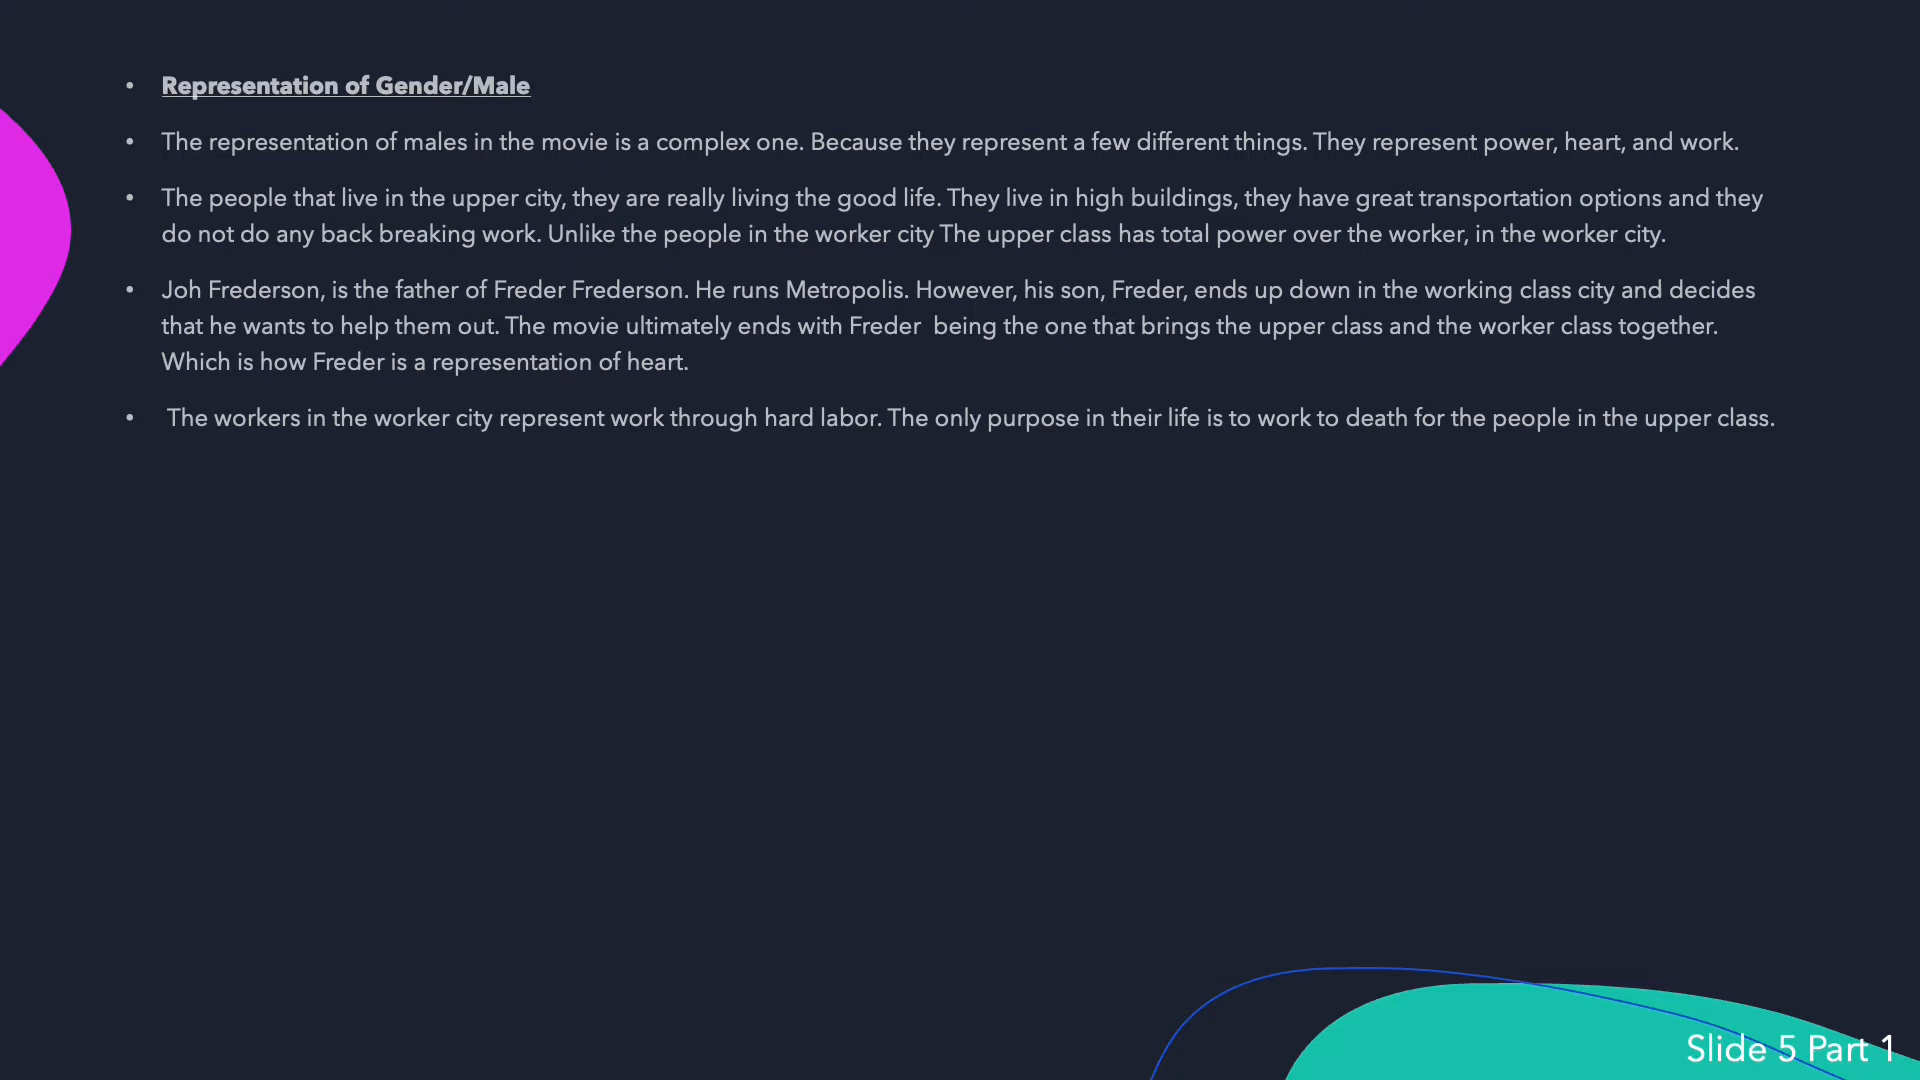 • Representation of Gender/Male
• The representation of males in the movie is a complex one. Because they represent a few different things. They represent power, heart, and work.
• The people that live in the upper city, they are really living the good life. They live in high buildings, they have great transportation options and they
do not do any back breaking work. Unlike the people in the worker city The upper class has total power over the worker, in the worker city.
• Joh Frederson, is the father of Freder Frederson. He runs Metropolis. However, his son, Freder, ends up down in the working class city and decides
that he wants to help them out. The movie ultimately ends with Freder  being the one that brings the upper class and the worker class together.
Which is how Freder is a representation of heart.
• The workers in the worker city represent work through hard labor. The only purpose in their life is to work to death for the people in the upper class.
Slide 5 Part 1